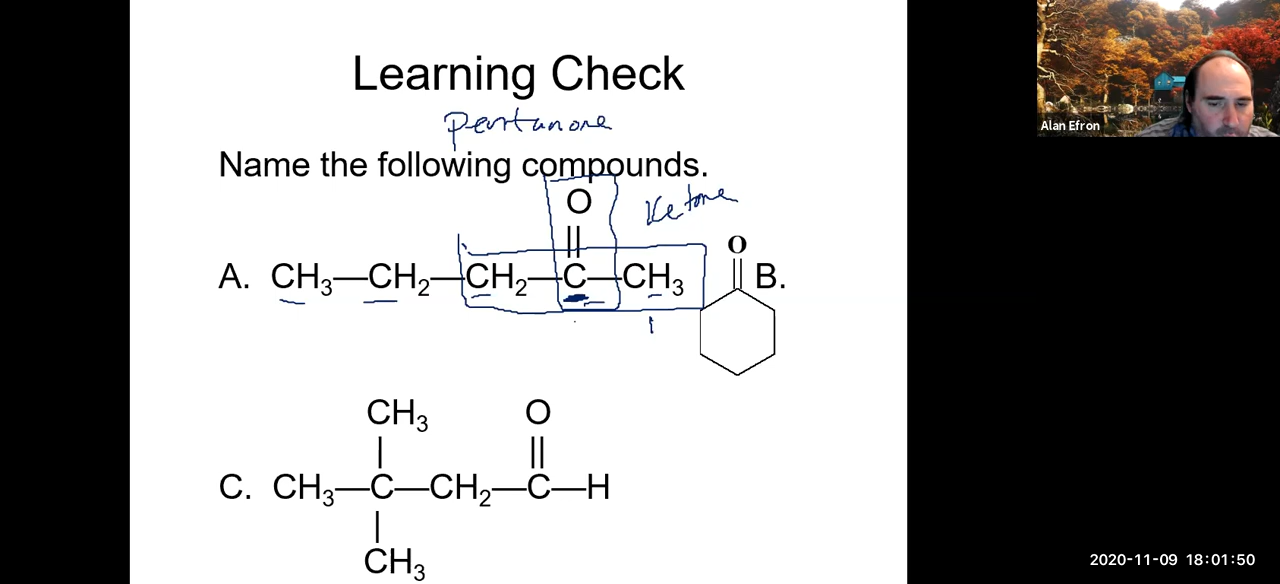 Learning Check
Pentanone
Name the following compounds.
O
Ketone
||
O
A. CH₃—CH₂—CH₂—C—CH₃
||
B.
1
CH₃
O
|
||
C. CH₃—C—CH₂—C—H
|
CH₃
Alan Efron
2020-11-09 18:01:50